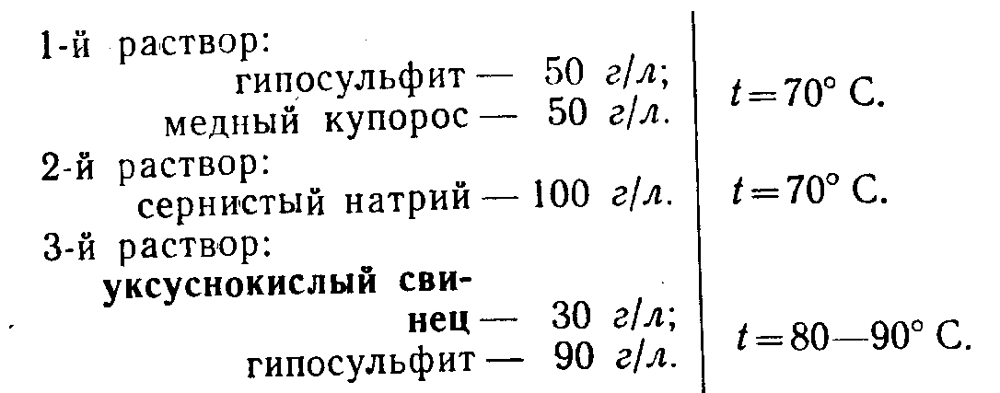 1-й раствор:
гипосульфит — 50 г/л;
медный купорос — 50 г/л.
t=70° С.
2-й раствор:
сернистый натрий — 100 г/л.
t=70° С.
3-й раствор:
уксуснокислый сви-
нец — 30 г/л;
гипосульфит — 90 г/л.
t=80—90° С.